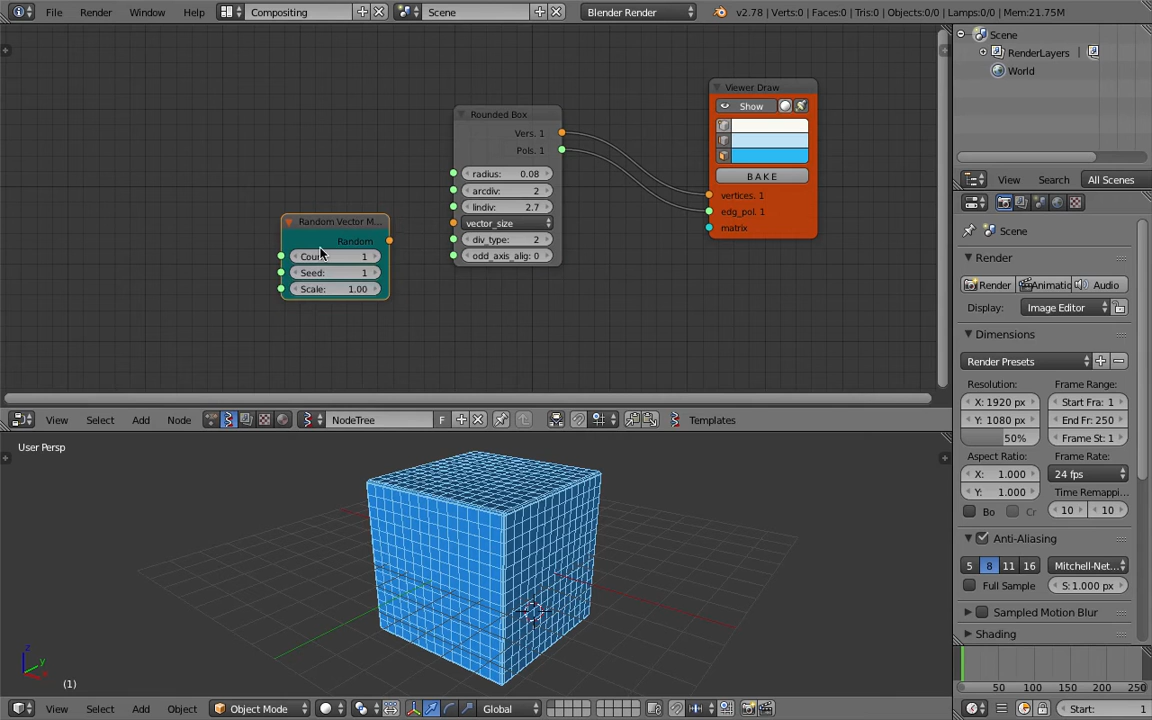 File Render Window Help Compositing Scene Blender Render v2.78 | Verts:0 | Faces:0 | Tris:0 | Objects:0/0 | Lamps:0/0 | Mem:21.75M
Scene
RenderLayers
World
View Search All Scenes
Viewer Draw
Show
BAKE
vertices. 1
edg_pol. 1
matrix
Rounded Box
Vers. 1
Pols. 1
radius: 0.08
arcdiv: 2
lindiv: 2.7
vector_size
div_type: 2
odd_axis_alig: 0
Random Vector M...
Random
1
Seed: 1
Scale: 1.00
View Select Add Node NodeTree F Templates
User Persp
z
y
x
(1)
View Select Add Object Object Mode Global
Scene
Render
Render Animatic Audio
Display: Image Editor
Dimensions
Render Presets
Resolution: Frame Range:
X: 1920 px Start Fra: 1
Y: 1080 px End Fr: 250
50% Frame St: 1
Aspect Ratio: Frame Rate:
X: 1.000 24 fps
Y: 1.000 Time Remappi...
Bo Cr 10 10
Anti-Aliasing
5 8 11 16 Mitchell-Net...
Full Sample S: 1.000 px
Sampled Motion Blur
Shading
50 100 150 200 250
Start: 1